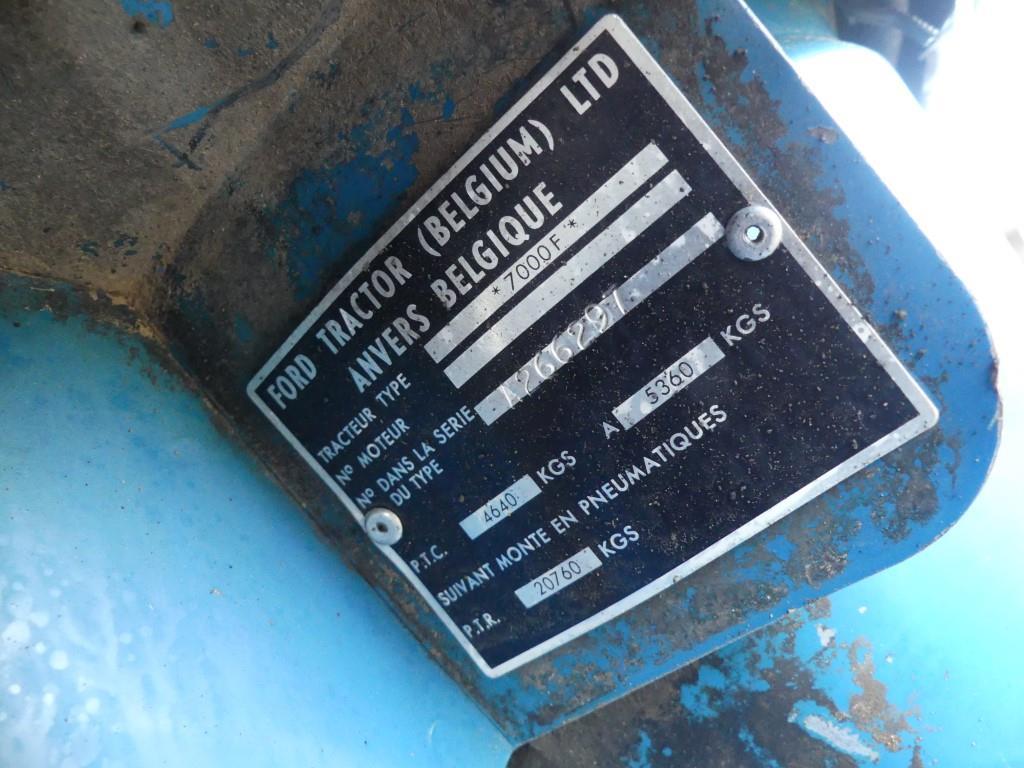 FORD TRACTOR (BELGIUM) LTD
ANVERS BELGIQUE
TRACTEUR TYPE *7000F*
Nº MOTEUR
Nº DANS LA SERIE A266297
DU TYPE
P.T.C. 4640 KGS A 5360 KGS
SUIVANT MONTE EN PNEUMATIQUES
P.T.R. 20760 KGS